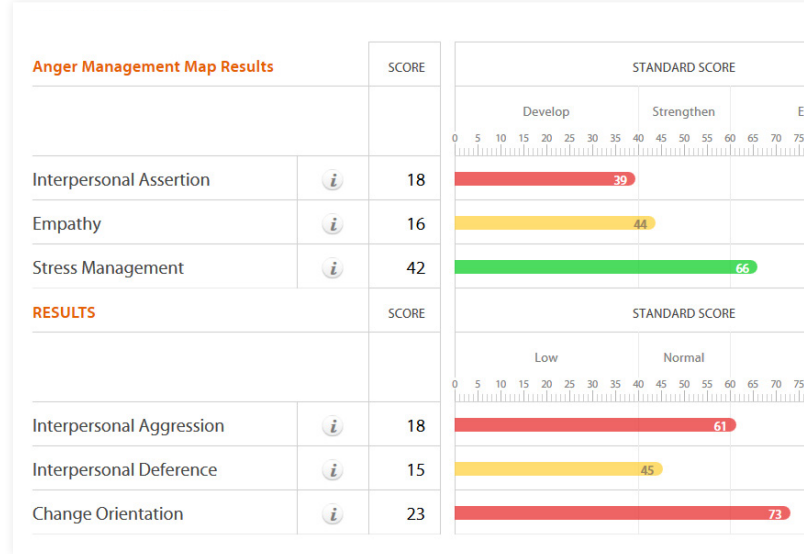 Anger Management Map Results SCORE STANDARD SCORE
Develop Strengthen E
0 5 10 15 20 25 30 35 40 45 50 55 60 65 70 75
Interpersonal Assertion i 18 39
Empathy i 16 44
Stress Management i 42 66
RESULTS SCORE STANDARD SCORE
Low Normal
0 5 10 15 20 25 30 35 40 45 50 55 60 65 70 75
Interpersonal Aggression i 18 61
Interpersonal Deference i 15 45
Change Orientation i 23 73